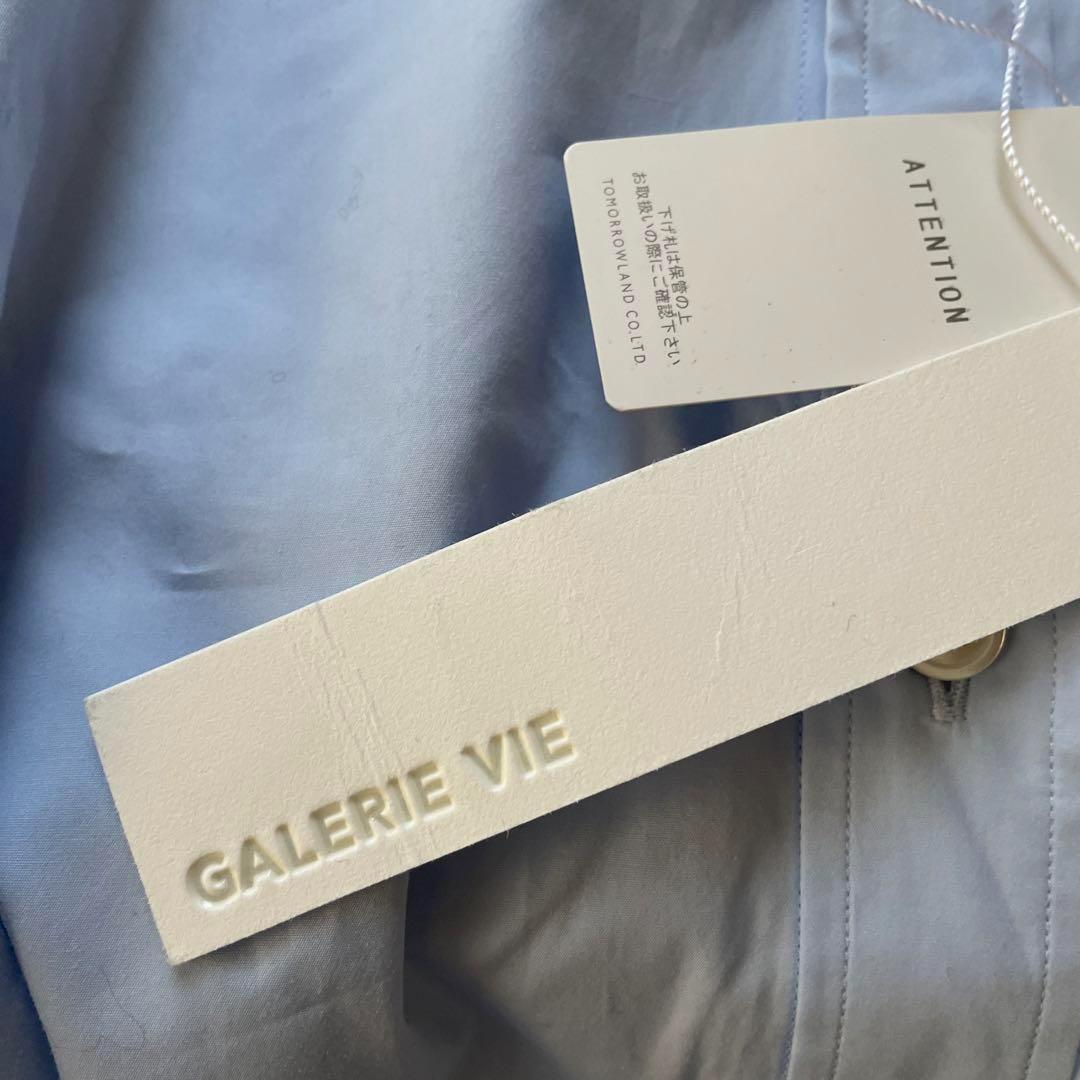 ATTENTION
下げ札は保管の上
お取扱いの際にご確認下さい
TOMORROWLAND CO.,LTD.
GALERIE VIE